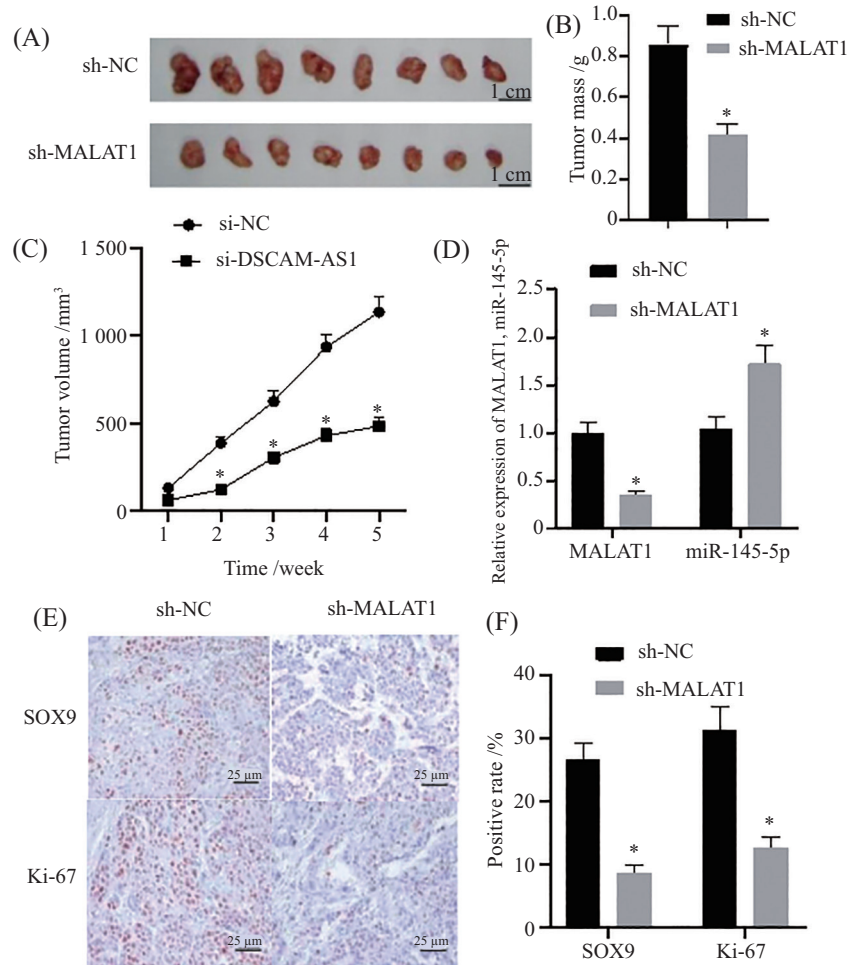 (A)
sh-NC
1 cm
sh-MALAT1
1 cm
(B)
sh-NC
sh-MALAT1
Tumor mass /g
1.0
0.8
0.6
0.4
0.2
0
*
(C)
si-NC
si-DSCAM-AS1
Tumor volume /mm³
1 500
1 000
500
0
* * * *
1 2 3 4 5
Time /week
(D)
sh-NC
sh-MALAT1
Relative expression of MALAT1, miR-145-5p
2.5
2.0
1.5
1.0
0.5
0
* *
MALAT1 miR-145-5p
(E)
sh-NC sh-MALAT1
SOX9
25 µm 25 µm
Ki-67
25 µm 25 µm
(F)
sh-NC
sh-MALAT1
Positive rate /%
40
30
20
10
0
* *
SOX9 Ki-67